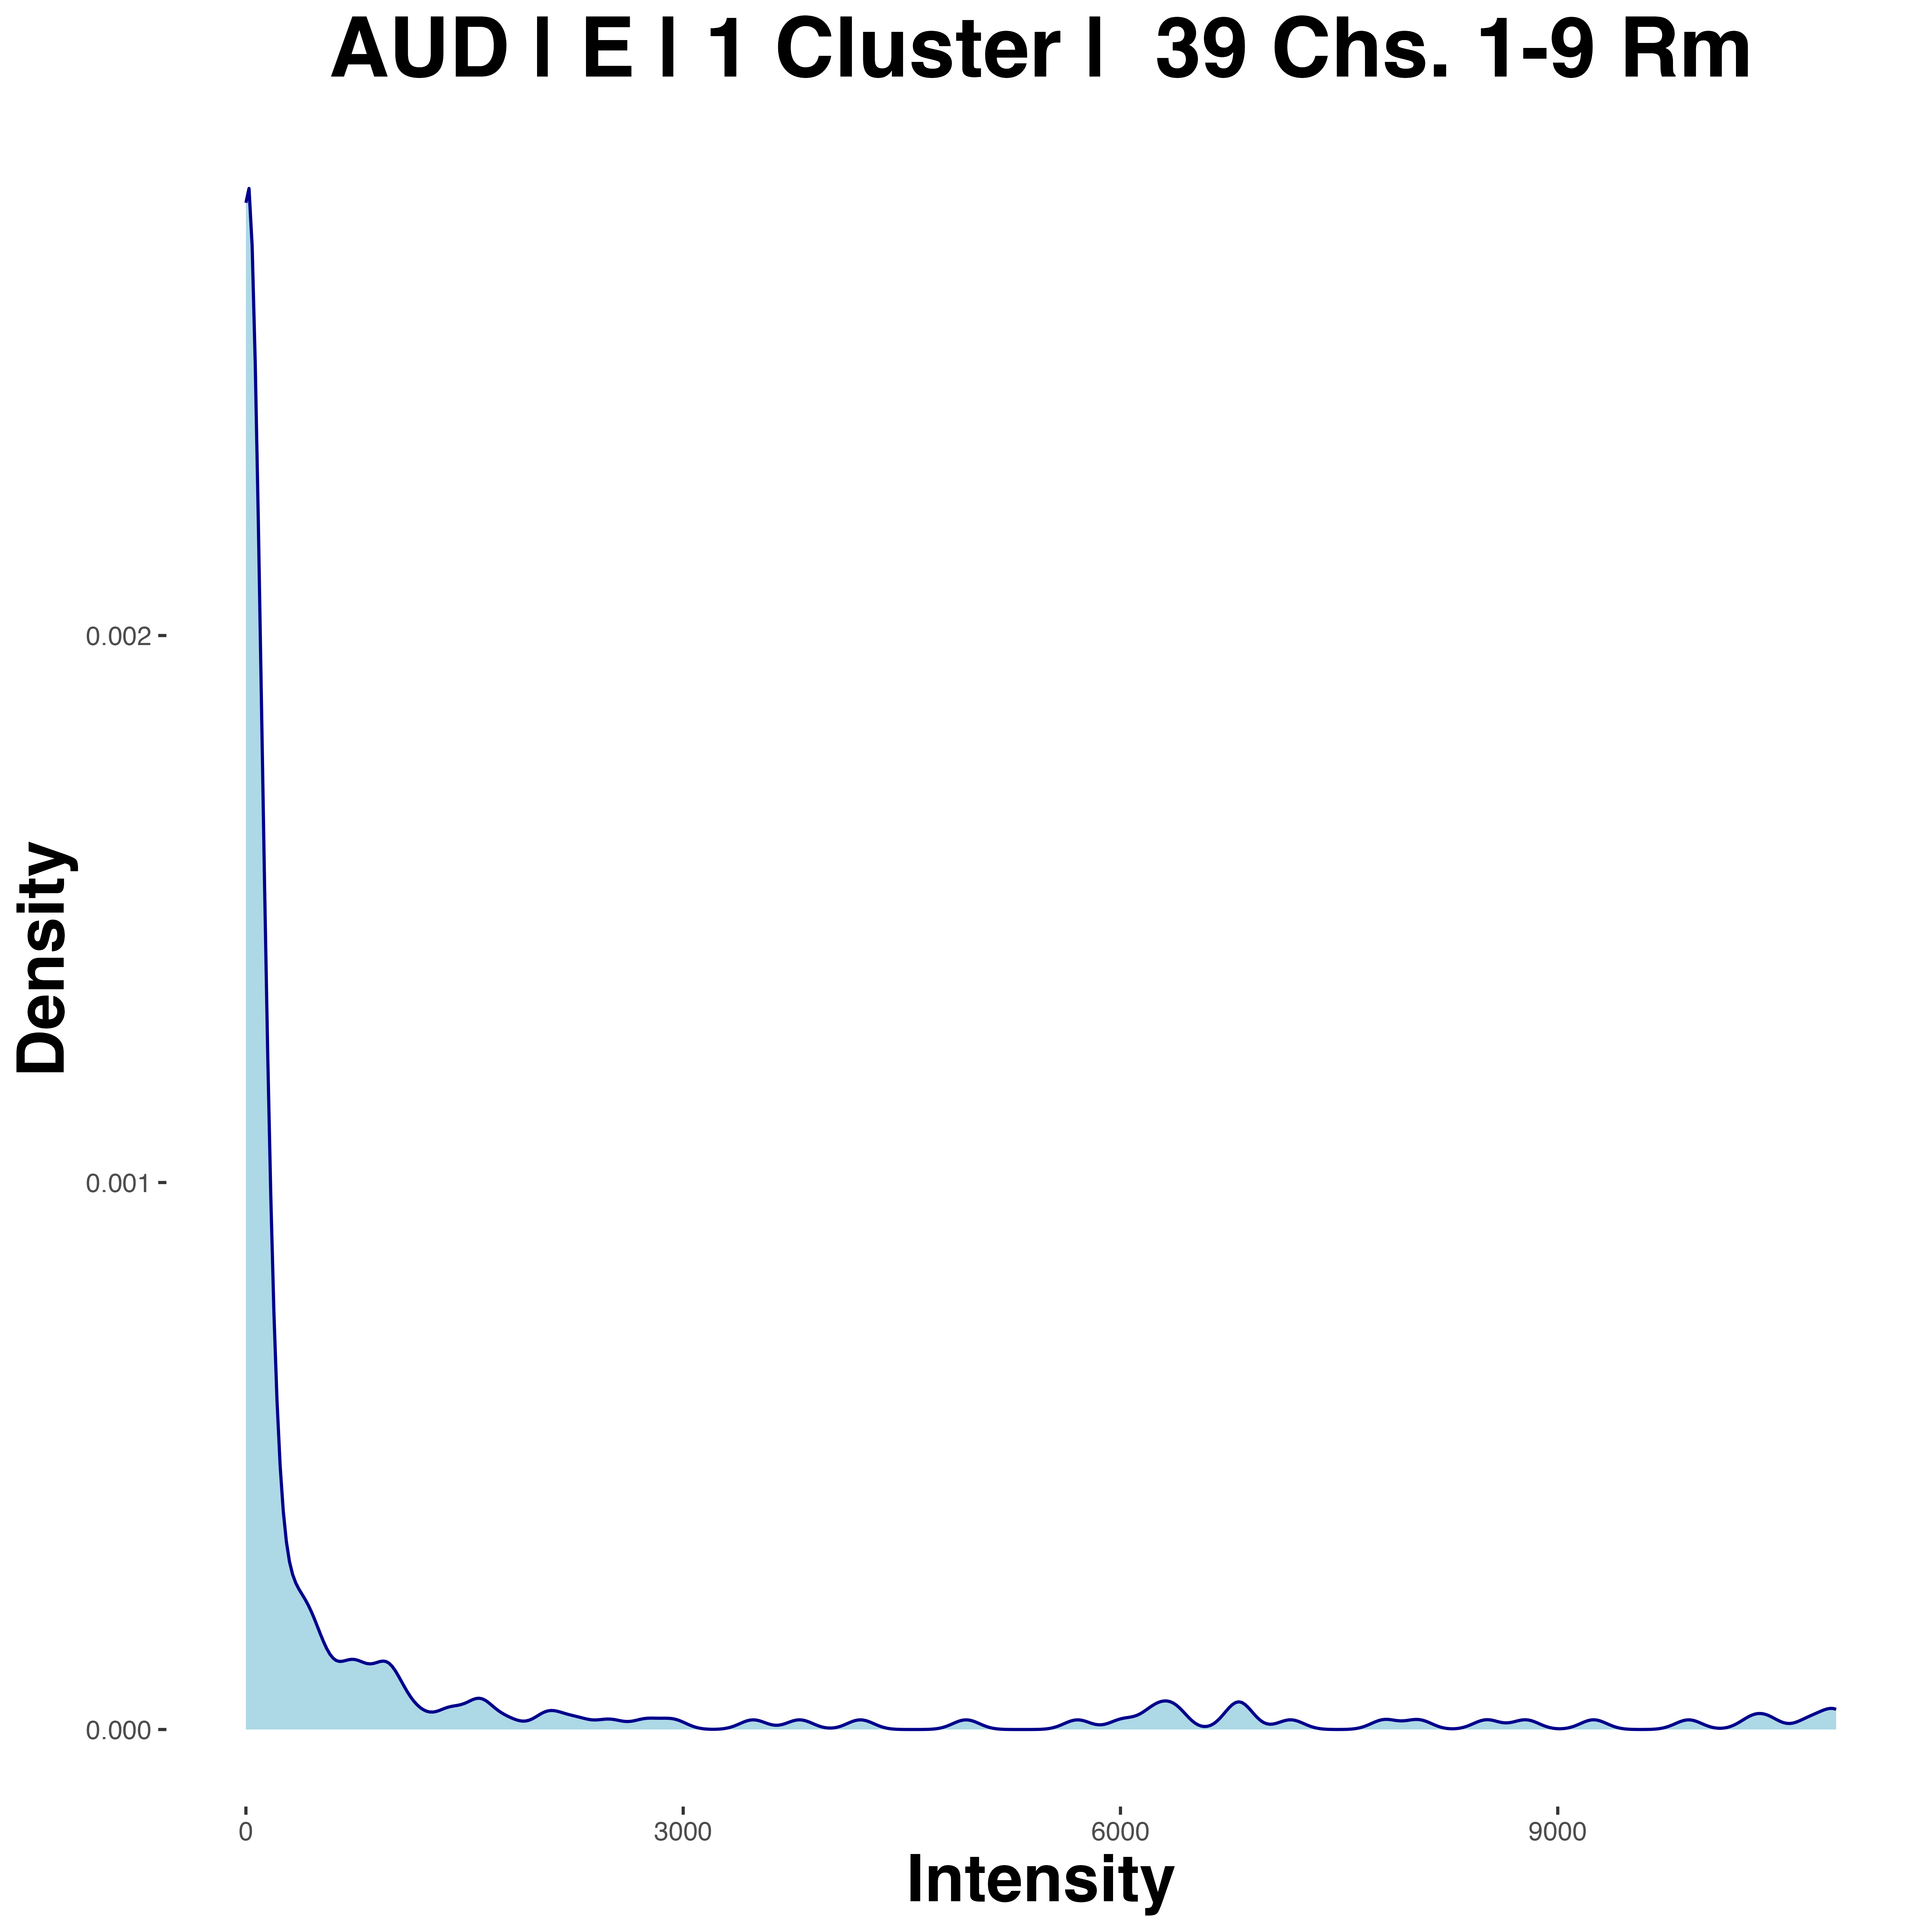 AUD | E | 1 Cluster |  39 Chs. 1-9 Rm
Density
0.002
0.001
0.000
0
3000
6000
9000
Intensity